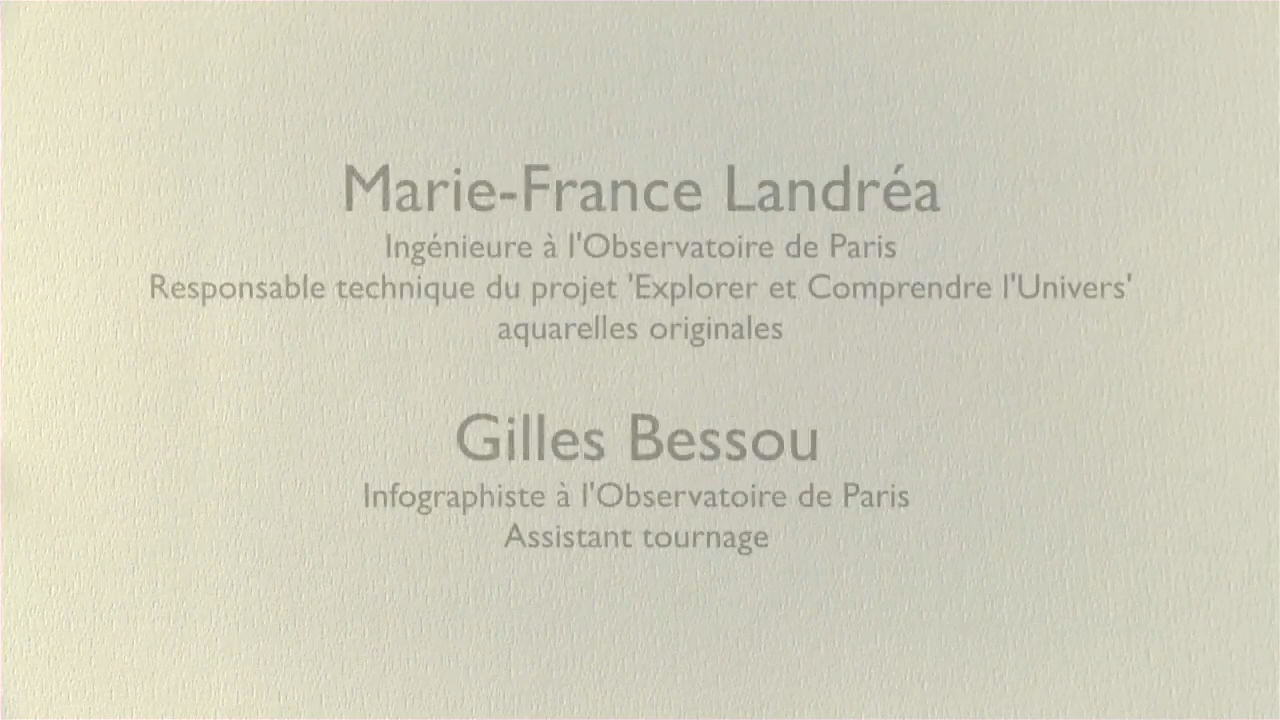 Marie-France Landréa
Ingénieure à l'Observatoire de Paris
Responsable technique du projet 'Explorer et Comprendre l'Univers'
aquarelles originales
Gilles Bessou
Infographiste à l'Observatoire de Paris
Assistant tournage